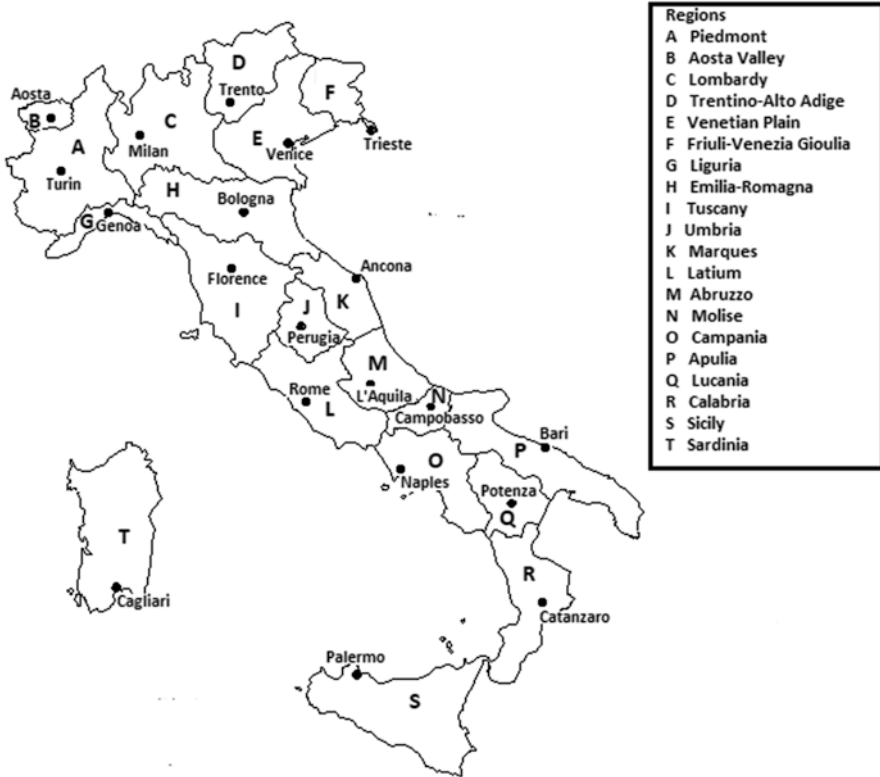 Regions
A Piedmont
B Aosta Valley
C Lombardy
D Trentino-Alto Adige
E Venetian Plain
F Friuli-Venezia Gioulia
G Liguria
H Emilia-Romagna
I Tuscany
J Umbria
K Marques
L Latium
M Abruzzo
N Molise
O Campania
P Apulia
Q Lucania
R Calabria
S Sicily
T Sardinia
D
Trento
F
Aosta
B
C
Milan
E
Venice
Trieste
A
Turin
H
Bologna
G
Genoa
Florence
Ancona
I
J
K
Perugia
M
L'Aquila
N
Rome
L
Campobasso
Bari
P
O
Naples
Potenza
Q
T
R
Cagliari
Catanzaro
Palermo
S